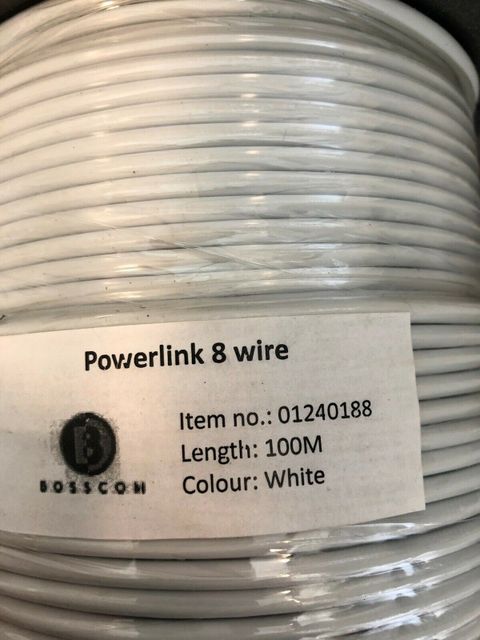 Powerlink 8 wire
Item no.: 01240188
Length: 100M
Colour: White
B
BOSSCOM